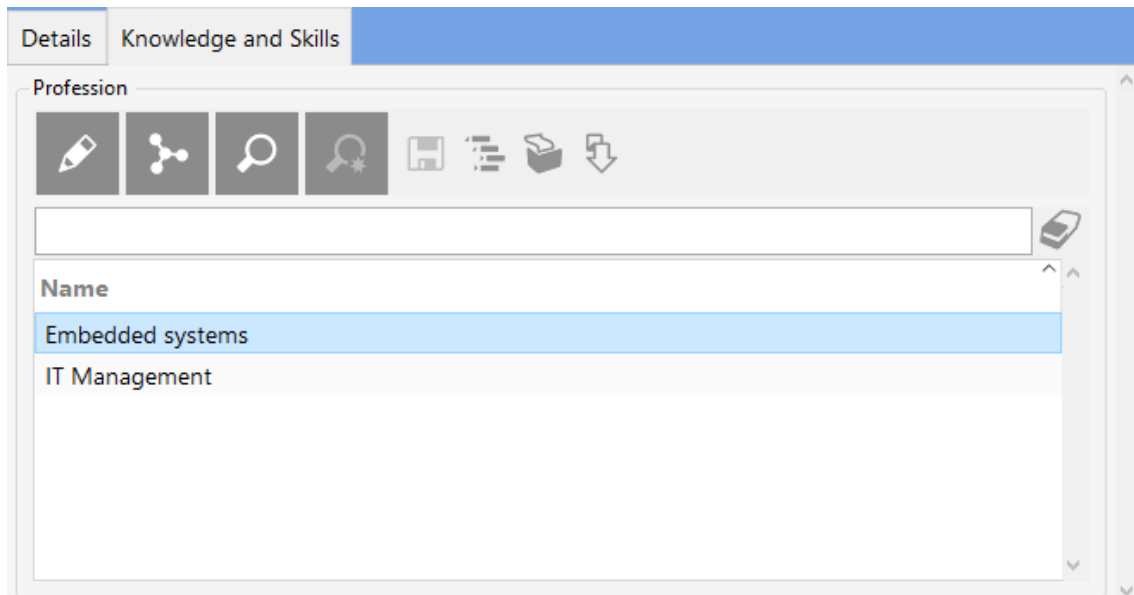 Details
Knowledge and Skills
Profession
Name
Embedded systems
IT Management